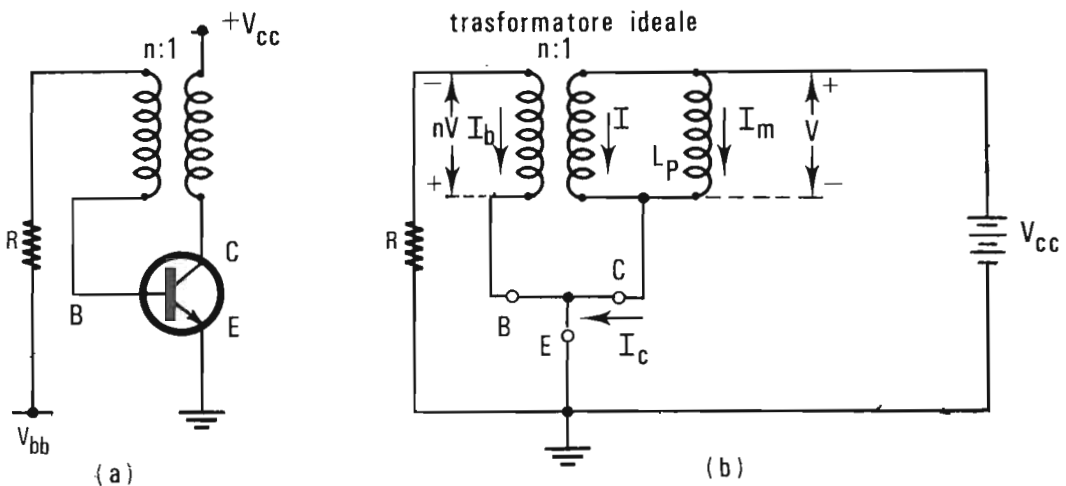 +Vcc
n:1
R
B
C
E
Vbb
(a)
trasformatore ideale
n:1
−
nV
+
Ib
I
Lp
Im
+
V
−
R
B
C
E
Ic
Vcc
(b)